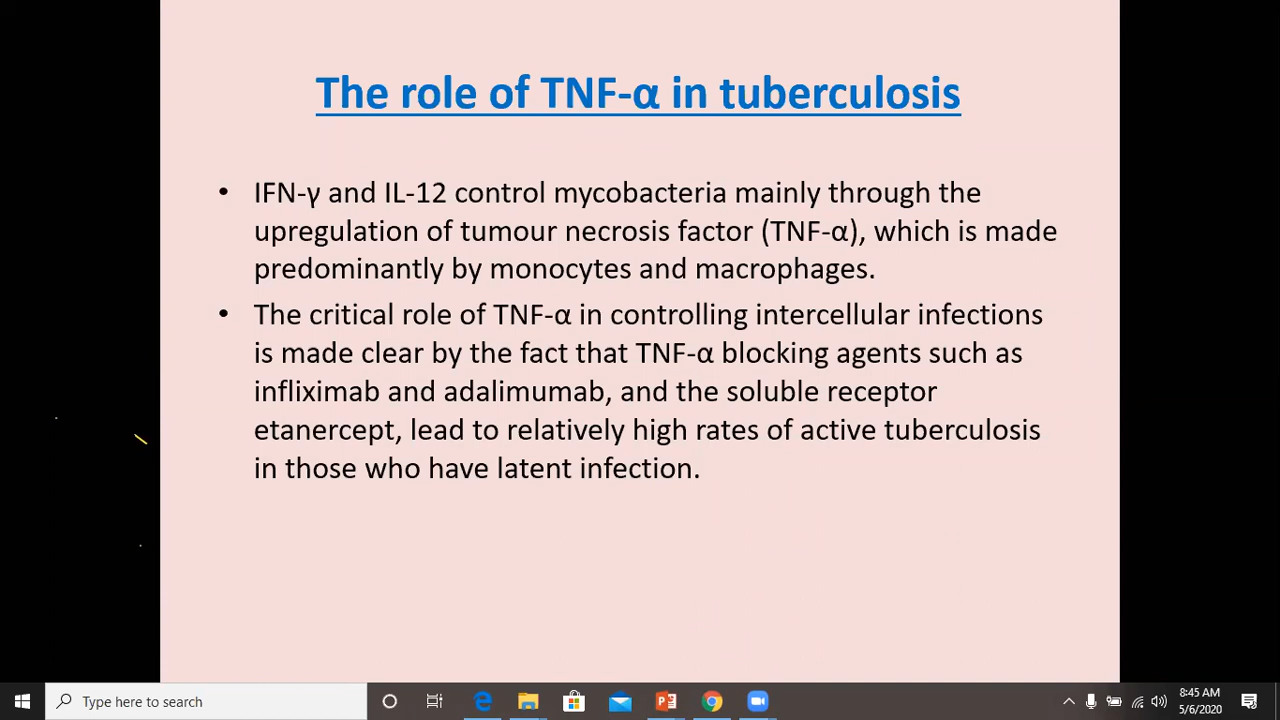 The role of TNF-α in tuberculosis
• IFN-γ and IL-12 control mycobacteria mainly through the
upregulation of tumour necrosis factor (TNF-α), which is made
predominantly by monocytes and macrophages.
• The critical role of TNF-α in controlling intercellular infections
is made clear by the fact that TNF-α blocking agents such as
infliximab and adalimumab, and the soluble receptor
etanercept, lead to relatively high rates of active tuberculosis
in those who have latent infection.
Type here to search
8:45 AM
5/6/2020